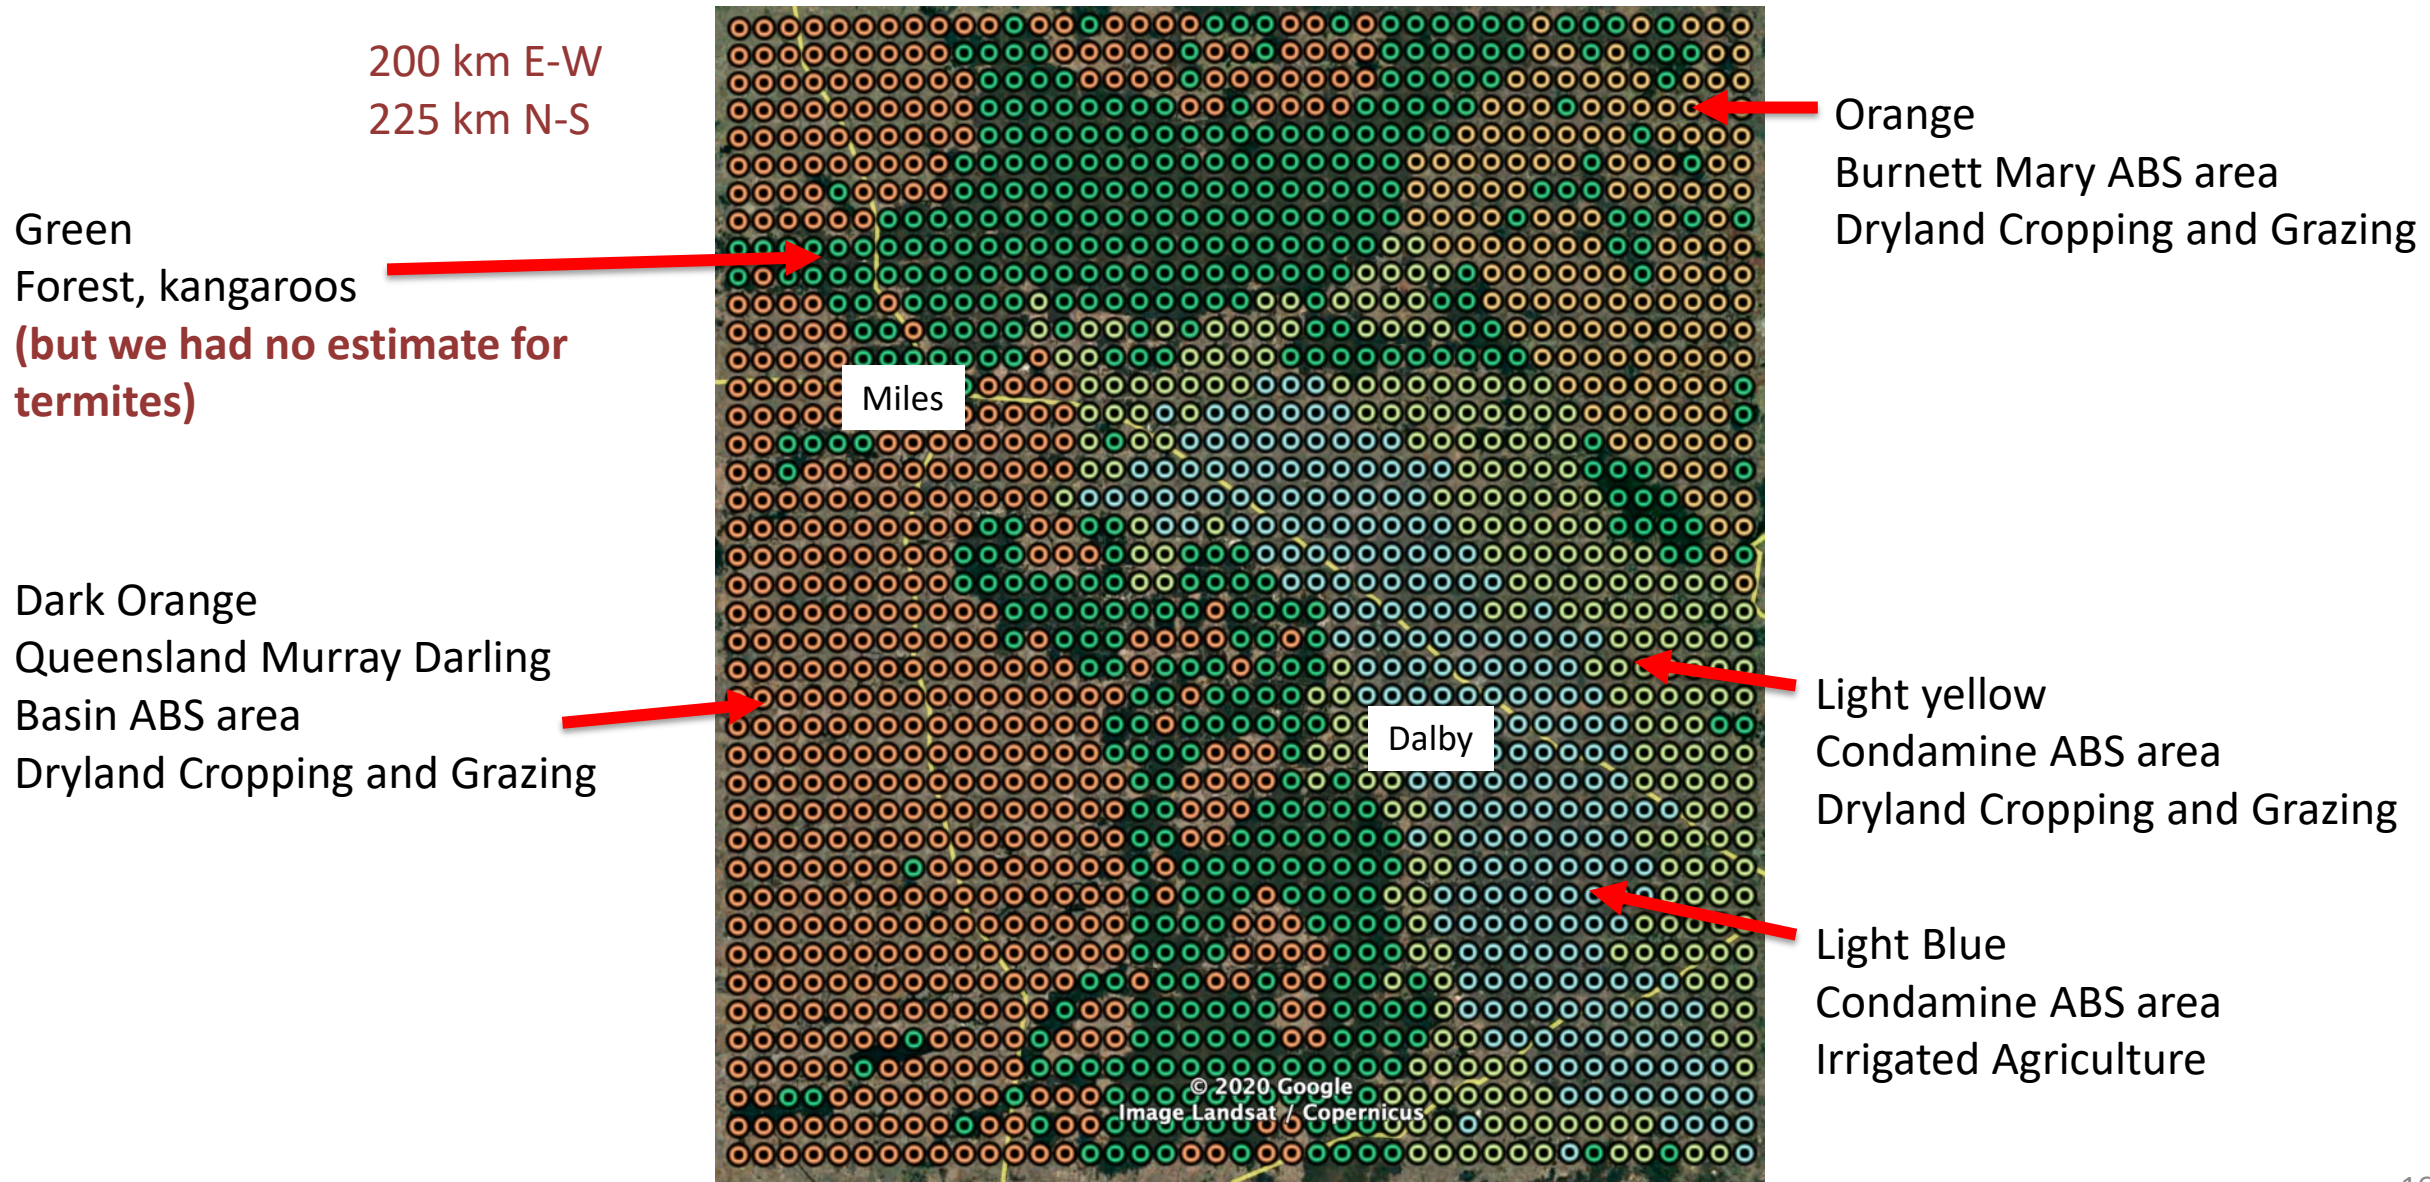 200 km E-W
225 km N-S
Green
Forest, kangaroos
(but we had no estimate for
termites)
Dark Orange
Queensland Murray Darling
Basin ABS area
Dryland Cropping and Grazing
Miles
Dalby
© 2020 Google
Image Landsat / Copernicus
Orange
Burnett Mary ABS area
Dryland Cropping and Grazing
Light yellow
Condamine ABS area
Dryland Cropping and Grazing
Light Blue
Condamine ABS area
Irrigated Agriculture